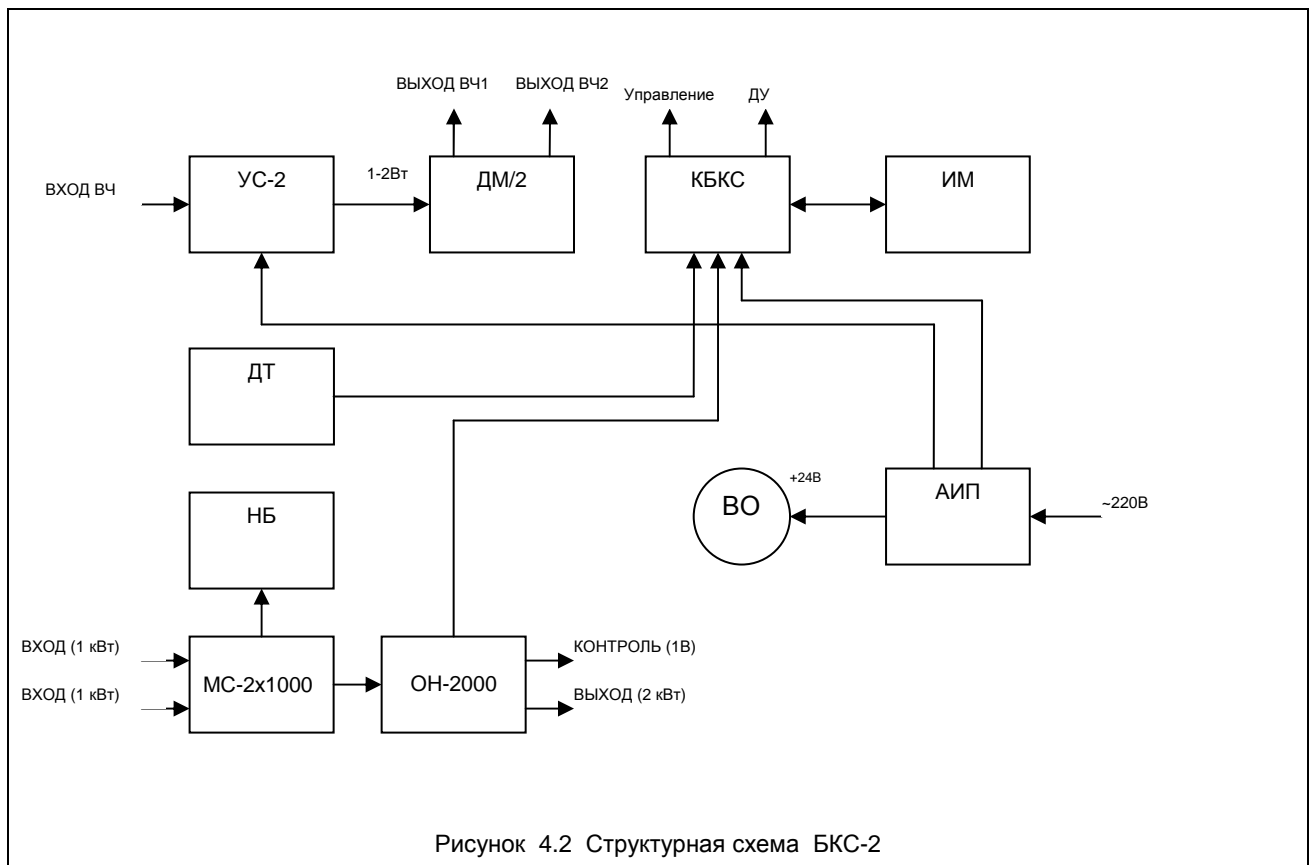 ВЫХОД ВЧ1
ВЫХОД ВЧ2
Управление
ДУ
ВХОД ВЧ
УС-2
1-2Вт
ДМ/2
КБКС
ИМ
ДТ
НБ
ВО
+24В
АИП
~220В
ВХОД (1 кВт)
ВХОД (1 кВт)
МС-2х1000
ОН-2000
КОНТРОЛЬ (1В)
ВЫХОД (2 кВт)
Рисунок 4.2 Структурная схема БКС-2